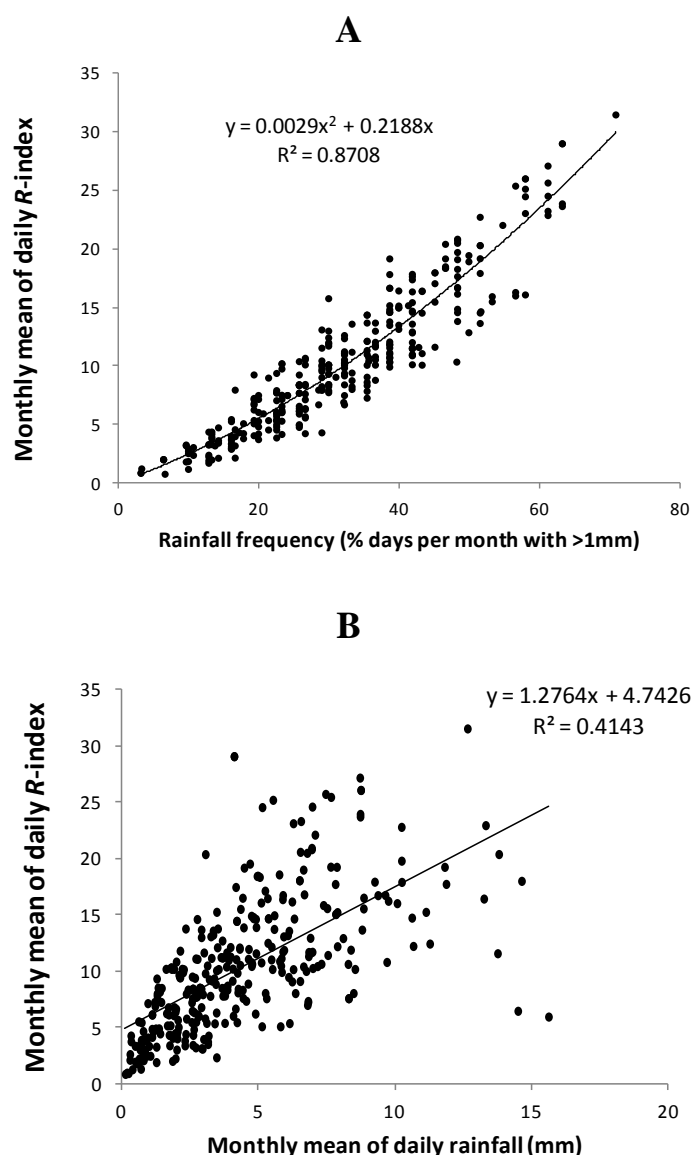 A
Monthly mean of daily R-index
35
30
25
20
15
10
5
0
y = 0.0029x² + 0.2188x
R² = 0.8708
0 20 40 60 80
Rainfall frequency (% days per month with >1mm)
B
Monthly mean of daily R-index
35
30
25
20
15
10
5
0
y = 1.2764x + 4.7426
R² = 0.4143
0 5 10 15 20
Monthly mean of daily rainfall (mm)